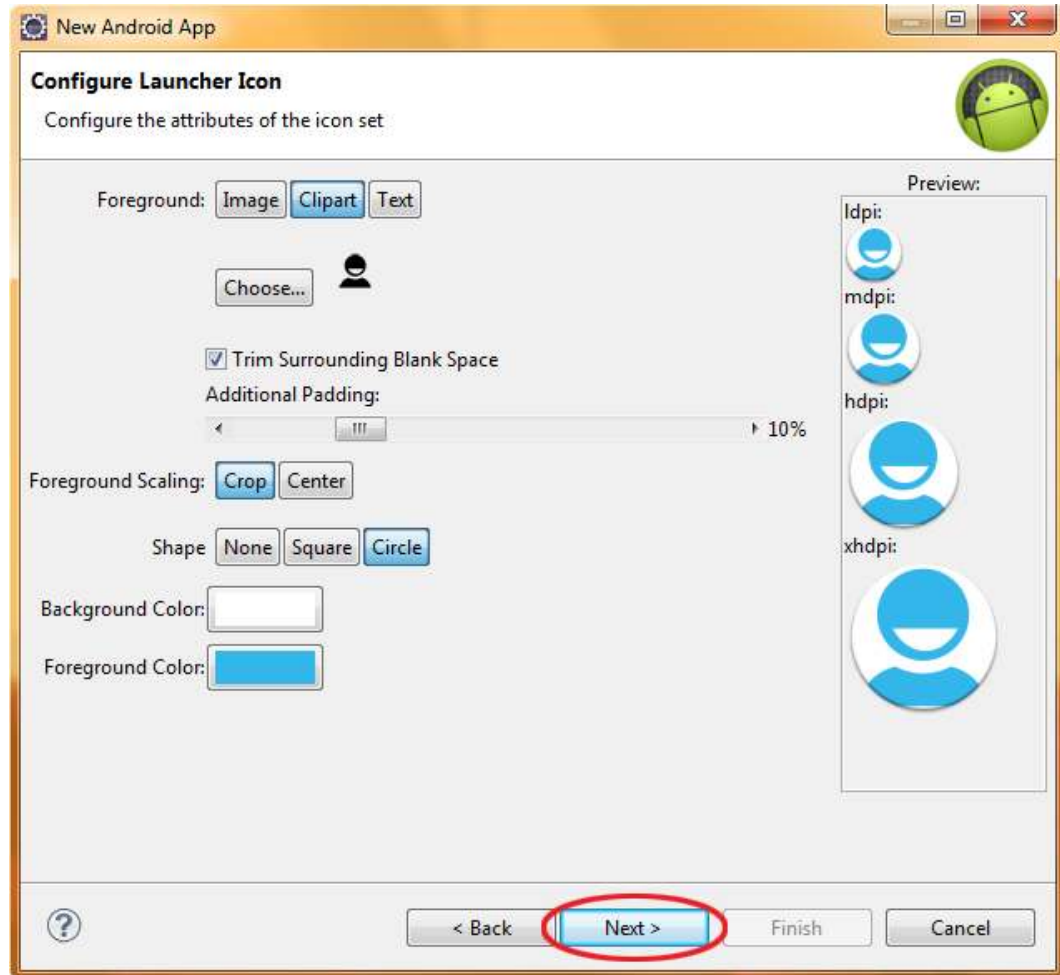 New Android App
Configure Launcher Icon
Configure the attributes of the icon set
Foreground: Image Clipart Text
Choose...
Trim Surrounding Blank Space
Additional Padding:
10%
Foreground Scaling: Crop Center
Shape None Square Circle
Background Color:
Foreground Color:
Preview:
ldpi:
mdpi:
hdpi:
xhdpi:
? < Back Next > Finish Cancel